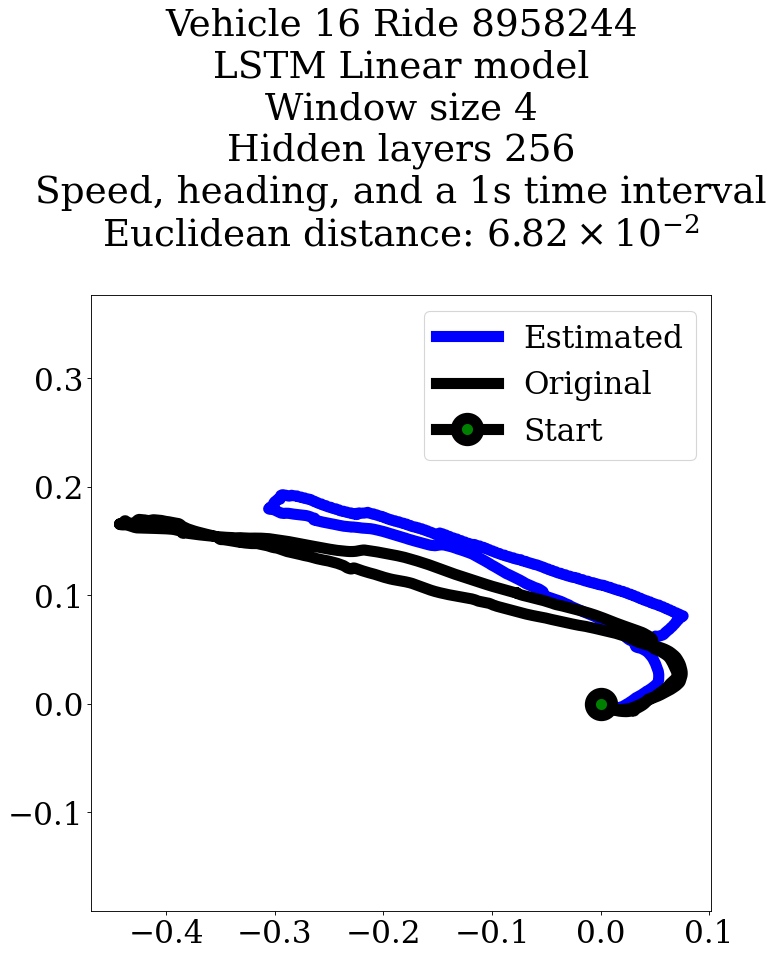 Vehicle 16 Ride 8958244
LSTM Linear model
Window size 4
Hidden layers 256
Speed, heading, and a 1s time interval
Euclidean distance: 6.82 × 10⁻²
Estimated
Original
Start
0.3
0.2
0.1
0.0
−0.1
−0.4 −0.3 −0.2 −0.1 0.0 0.1